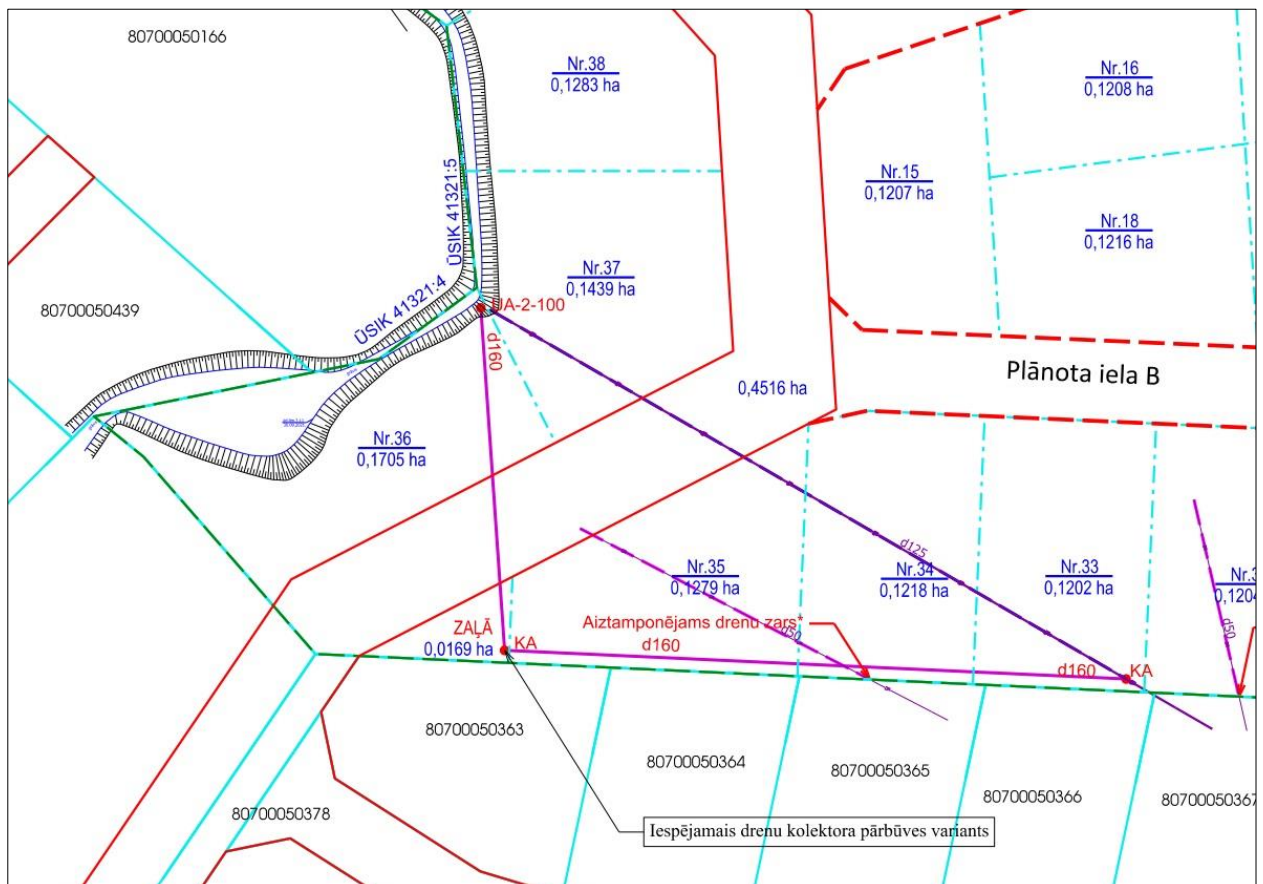 80700050166
Nr.38
0,1283 ha
Nr.16
0,1208 ha
ŪSIK 41321:5
Nr.15
0,1207 ha
Nr.18
0,1216 ha
Nr.37
0,1439 ha
80700050439
ŪSIK 41321:4
UA-2-100
d160
Plānota iela B
0,4516 ha
Nr.36
0,1705 ha
d125
Nr.35
0,1279 ha
Nr.34
0,1218 ha
Nr.33
0,1202 ha
Nr.3
0,1204
d50
Aiztamponējams drenu zars*
d50
ZAĻĀ
0,0169 ha
KA
d160
d160
KA
80700050363
80700050364
80700050365
80700050366
80700050367
80700050378
Iespējamais drenu kolektora pārbūves variants